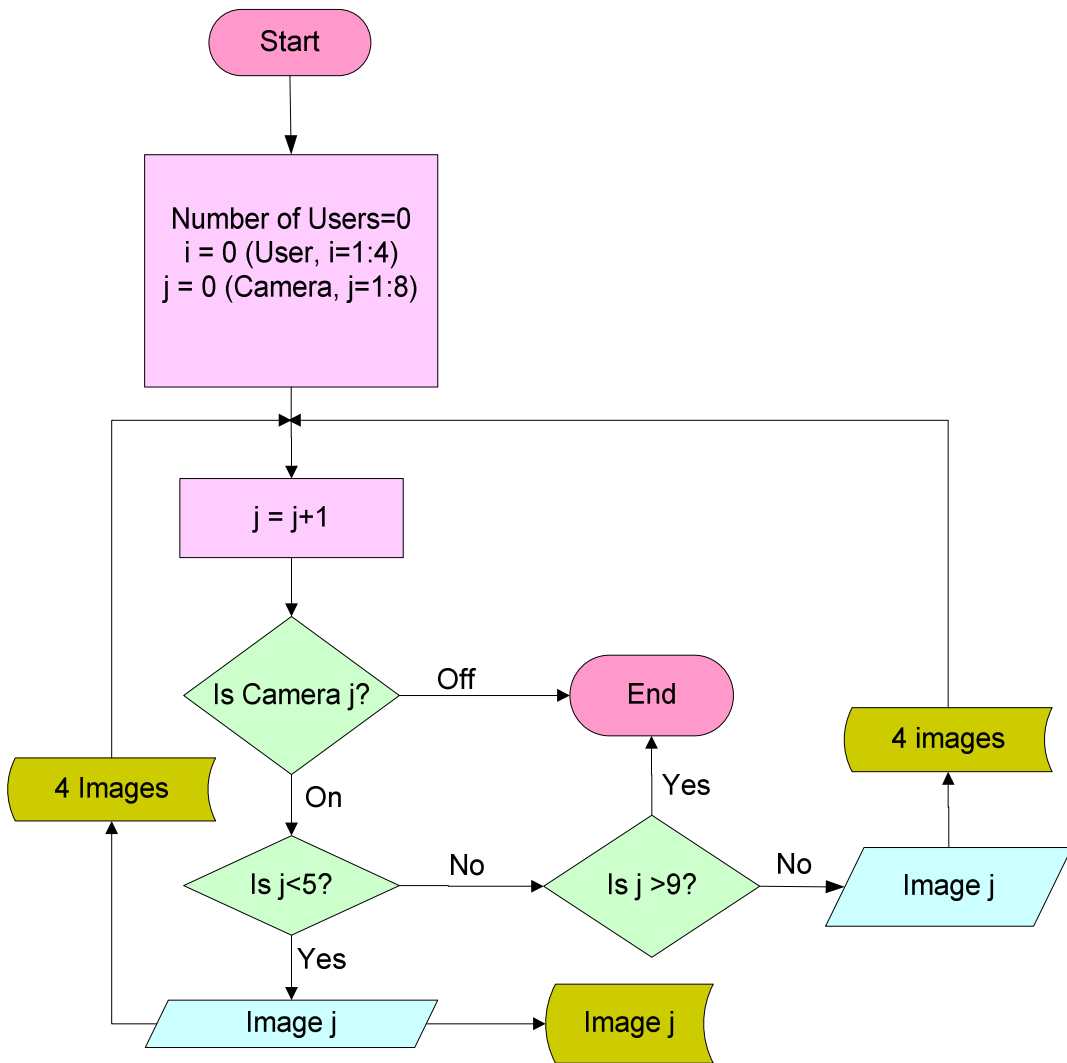 Start
Number of Users=0
i = 0 (User, i=1:4)
j = 0 (Camera, j=1:8)
j = j+1
Is Camera j?
Off
End
4 images
4 Images
On
Yes
Is j<5?
No
Is j >9?
No
Image j
Yes
Image j
Image j